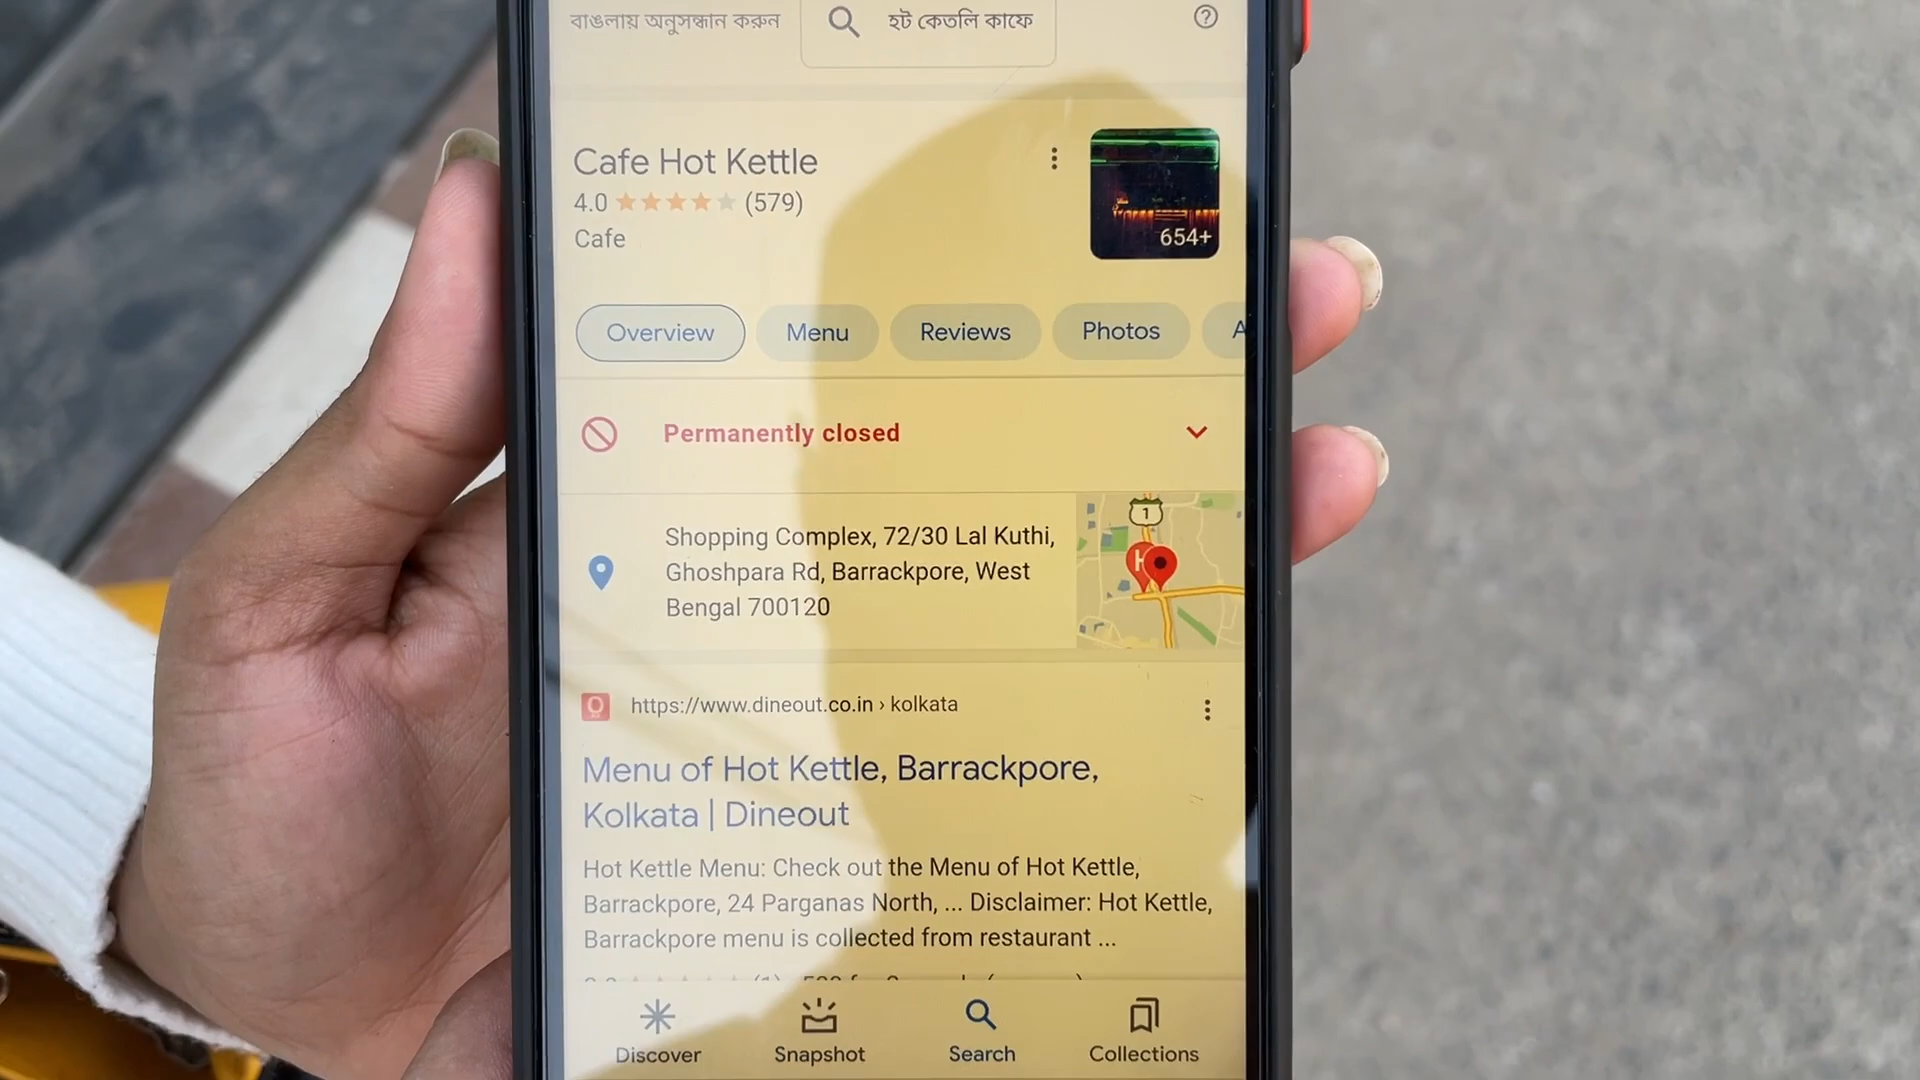 বাঙলায় অনুসন্ধান করুন
হট কেতলি কাফে
Cafe Hot Kettle
4.0 (579)
Cafe
654+
Overview Menu Reviews Photos A
Permanently closed
Shopping Complex, 72/30 Lal Kuthi,
Ghoshpara Rd, Barrackpore, West
Bengal 700120
1
H
https://www.dineout.co.in › kolkata
Menu of Hot Kettle, Barrackpore,
Kolkata | Dineout
Hot Kettle Menu: Check out the Menu of Hot Kettle,
Barrackpore, 24 Parganas North, ... Disclaimer: Hot Kettle,
Barrackpore menu is collected from restaurant ...
Discover Snapshot Search Collections